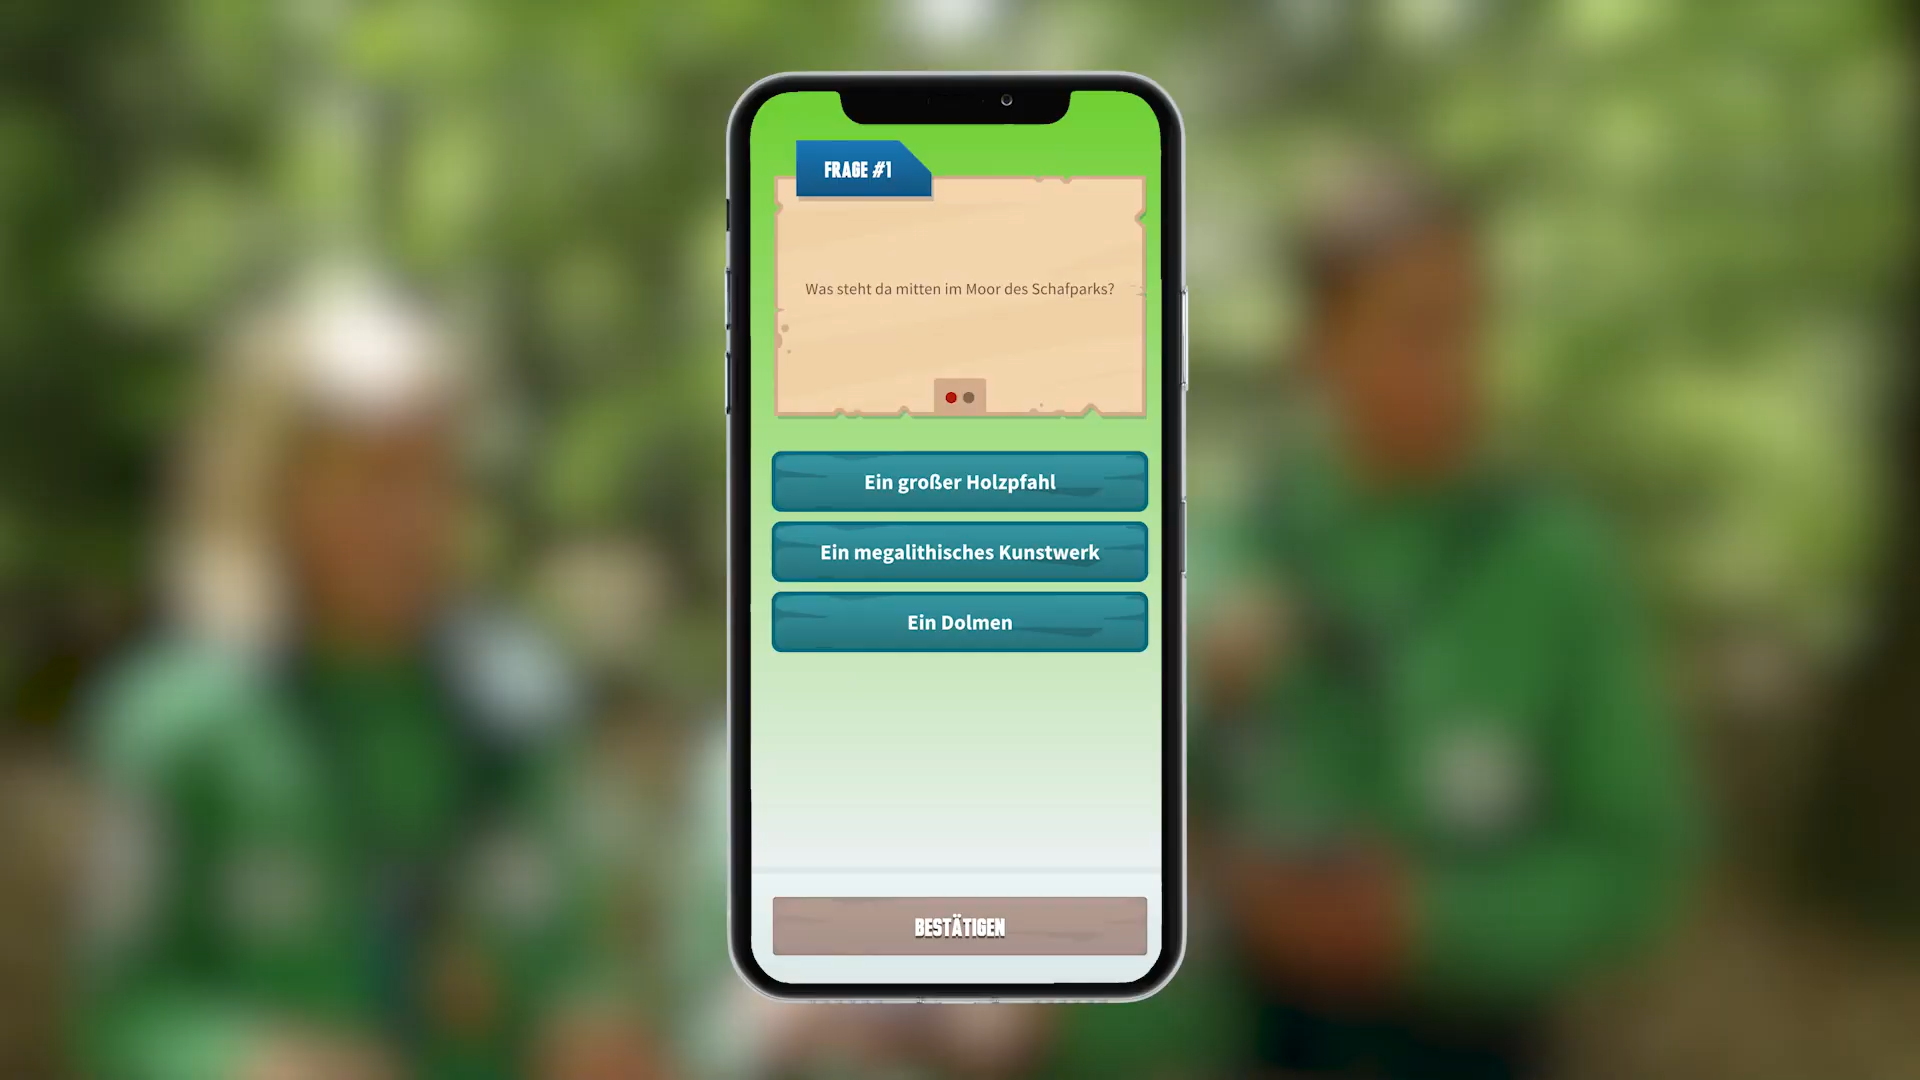 FRAGE #1
Was steht da mitten im Moor des Schafparks?
Ein großer Holzpfahl
Ein megalithisches Kunstwerk
Ein Dolmen
BESTÄTIGEN